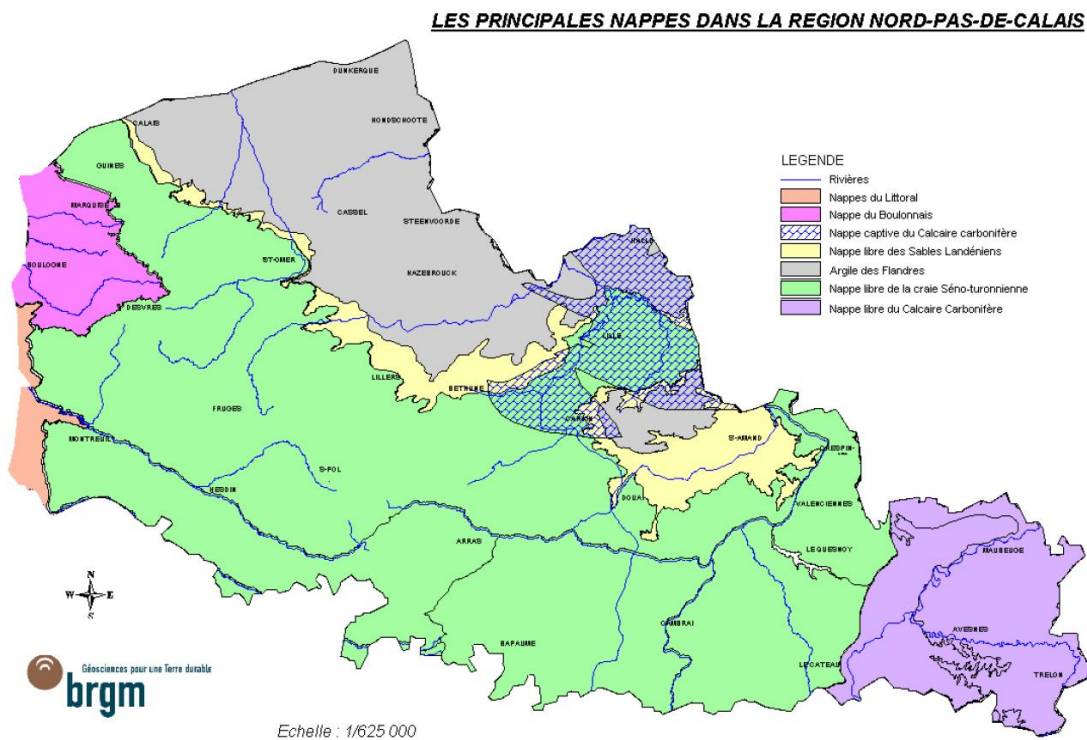 LES PRINCIPALES NAPPES DANS LA REGION NORD-PAS-DE-CALAIS
DUNKERQUE
HONDSCHOOTE
CALAIS
GUINES
MARQUISE
CASSEL
STEENVOORDE
BOULOGNE
ST-OMER
HAZEBROUCK
DESVRES
LILLE
LILLERS
BETHUNE
FRUGES
CARVIN
MONTREUIL
ST-AMAND
S-POL
HESDIN
DOUAI
VALENCIENNES
ARRAS
LE QUESNOY
MAUBEUGE
CAMBRAI
AVESNES
BAPAUME
LE CATEAU
TRELON
LEGENDE
Rivières
Nappes du Littoral
Nappe du Boulonnais
Nappe captive du Calcaire carbonifère
Nappe libre des Sables Landéniens
Argile des Flandres
Nappe libre de la craie Séno-turonnienne
Nappe libre du Calcaire Carbonifère
N
W E
S
Géosciences pour une Terre durable
brgm
Echelle : 1/625 000